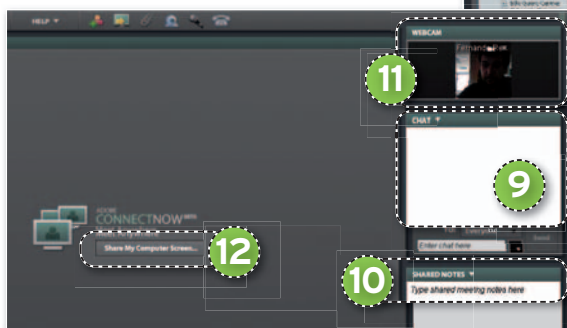 HELP
WEBCAM
11
CHAT
9
ADOBE
CONNECTNOW
Share My Computer Screen...
12
Everyone
Enter chat here
10
SHARED NOTES
Type shared meeting notes here